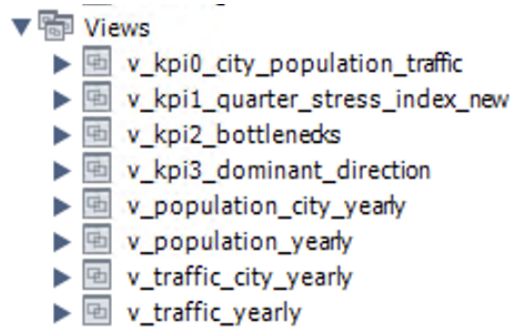 Views
v_kpi0_city_population_traffic
v_kpi1_quarter_stress_index_new
v_kpi2_bottlenecks
v_kpi3_dominant_direction
v_population_city_yearly
v_population_yearly
v_traffic_city_yearly
v_traffic_yearly